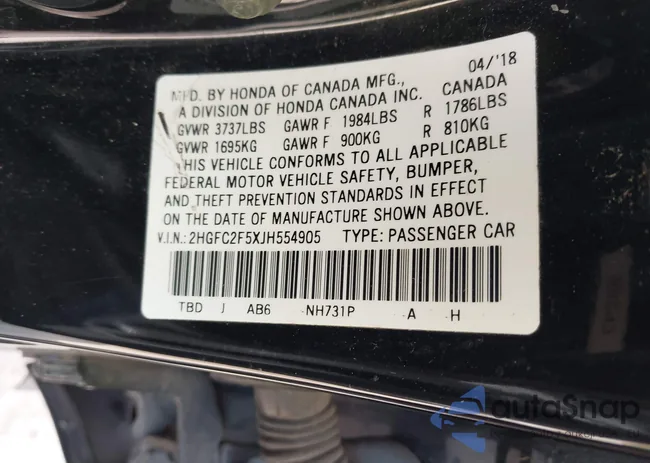 04/'18
MFD. BY HONDA OF CANADA MFG., CANADA
A DIVISION OF HONDA CANADA INC.
GVWR 3737LBS GAWR F 1984LBS R 1786LBS
GVWR 1695KG GAWR F 900KG R 810KG
THIS VEHICLE CONFORMS TO ALL APPLICABLE
FEDERAL MOTOR VEHICLE SAFETY, BUMPER,
AND THEFT PREVENTION STANDARDS IN EFFECT
ON THE DATE OF MANUFACTURE SHOWN ABOVE.
V.I.N.: 2HGFC2F5XJH554905 TYPE: PASSENGER CAR
TBD J AB6 -NH731P -A -H
autoSnap